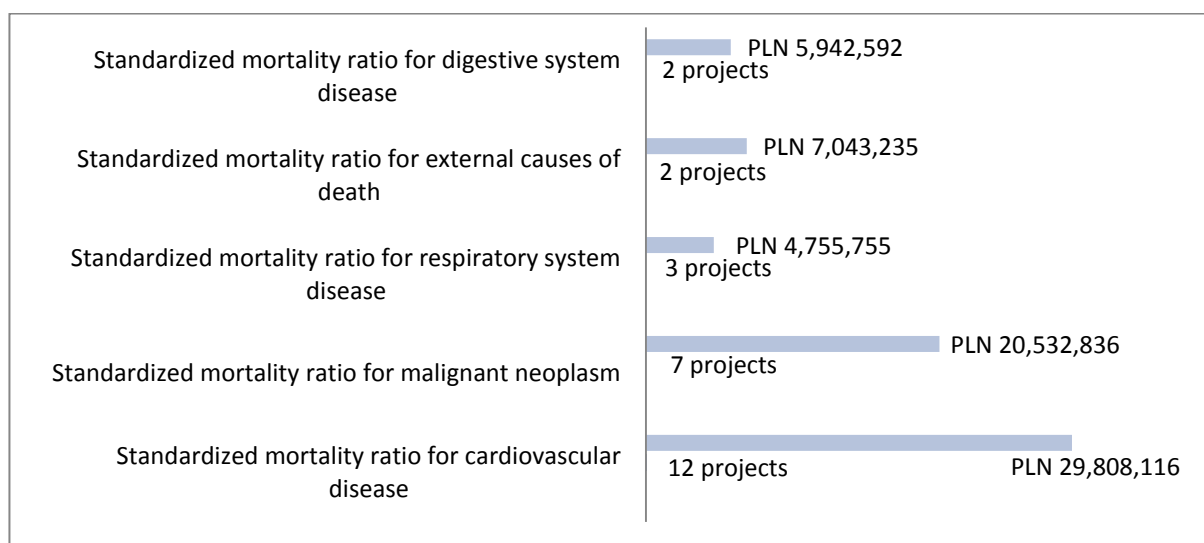 Standardized mortality ratio for digestive system
disease
PLN 5,942,592
2 projects
Standardized mortality ratio for external causes of
death
PLN 7,043,235
2 projects
Standardized mortality ratio for respiratory system
disease
PLN 4,755,755
3 projects
Standardized mortality ratio for malignant neoplasm
PLN 20,532,836
7 projects
Standardized mortality ratio for cardiovascular
disease
12 projects
PLN 29,808,116